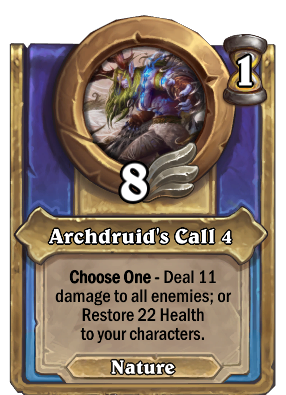 1
8
Archdruid's Call 4
Choose One - Deal 11
damage to all enemies; or
Restore 22 Health
to your characters.
Nature